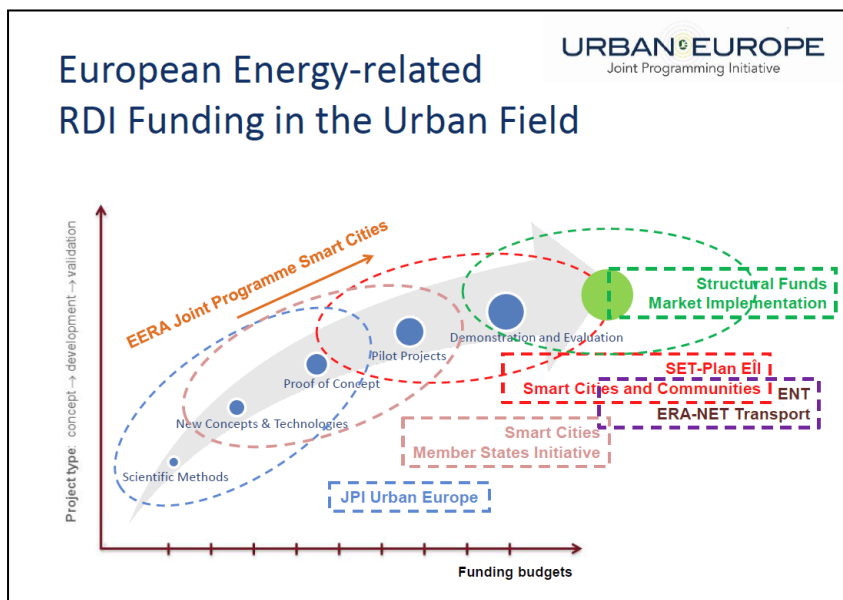 European Energy-related
RDI Funding in the Urban Field
URBAN EUROPE
Joint Programming Initiative
Project type: concept → development → validation
EERA Joint Programme Smart Cities
Structural Funds
Market Implementation
Demonstration and Evaluation
Pilot Projects
Proof of Concept
New Concepts & Technologies
Scientific Methods
SET-Plan EÎI
Smart Cities and Communities
ENT
ERA-NET Transport
Smart Cities
Member States Initiative
JPI Urban Europe
Funding budgets